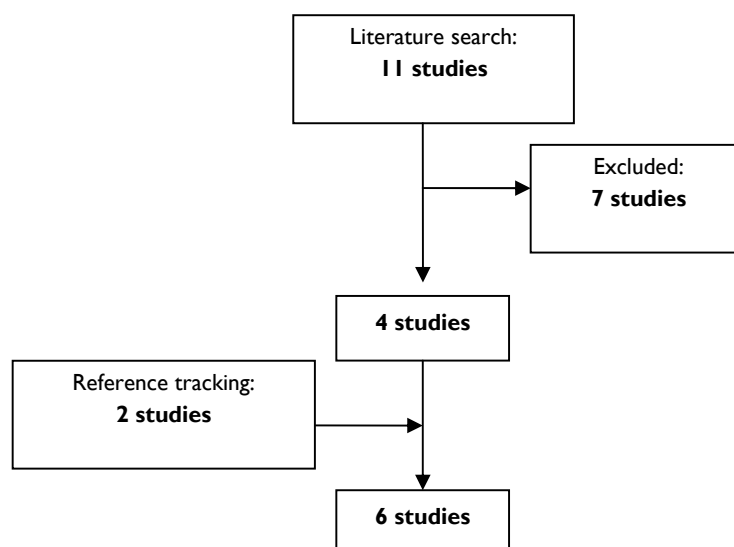 Literature search:
11 studies
Excluded:
7 studies
4 studies
Reference tracking:
2 studies
6 studies